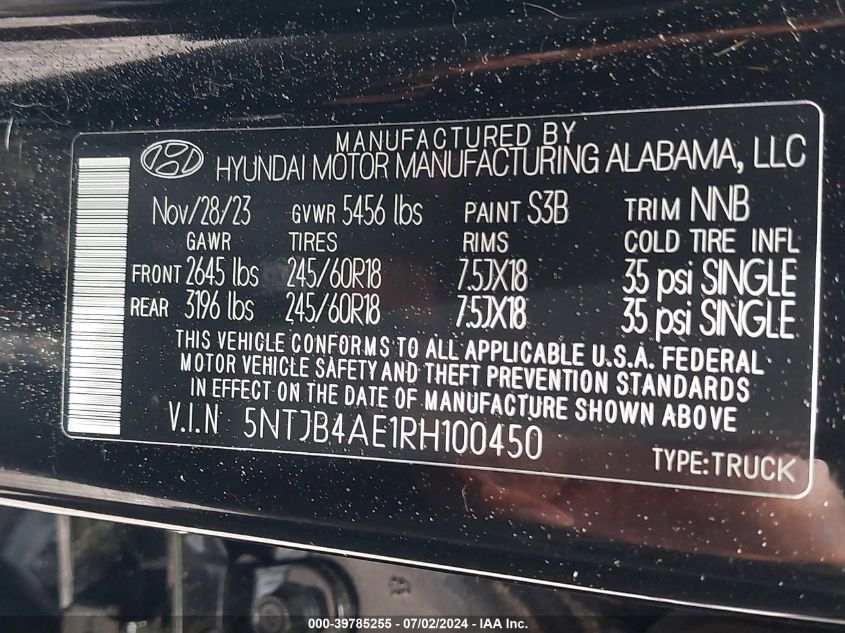 MANUFACTURED BY
HYUNDAI MOTOR MANUFACTURING ALABAMA, LLC
Nov/28/23 GVWR 5456 lbs PAINT S3B TRIM NNB
GAWR TIRES RIMS COLD TIRE INFL
FRONT 2645 lbs 245/60R18 7.5JX18 35 psi SINGLE
REAR 3196 lbs 245/60R18 7.5JX18 35 psi SINGLE
THIS VEHICLE CONFORMS TO ALL APPLICABLE U.S.A. FEDERAL
MOTOR VEHICLE SAFETY AND THEFT PREVENTION STANDARDS
IN EFFECT ON THE DATE OF MANUFACTURE SHOWN ABOVE
V.I.N 5NTJB4AE1RH100450
TYPE:TRUCK
000-39785255 - 07/02/2024 - IAA Inc.